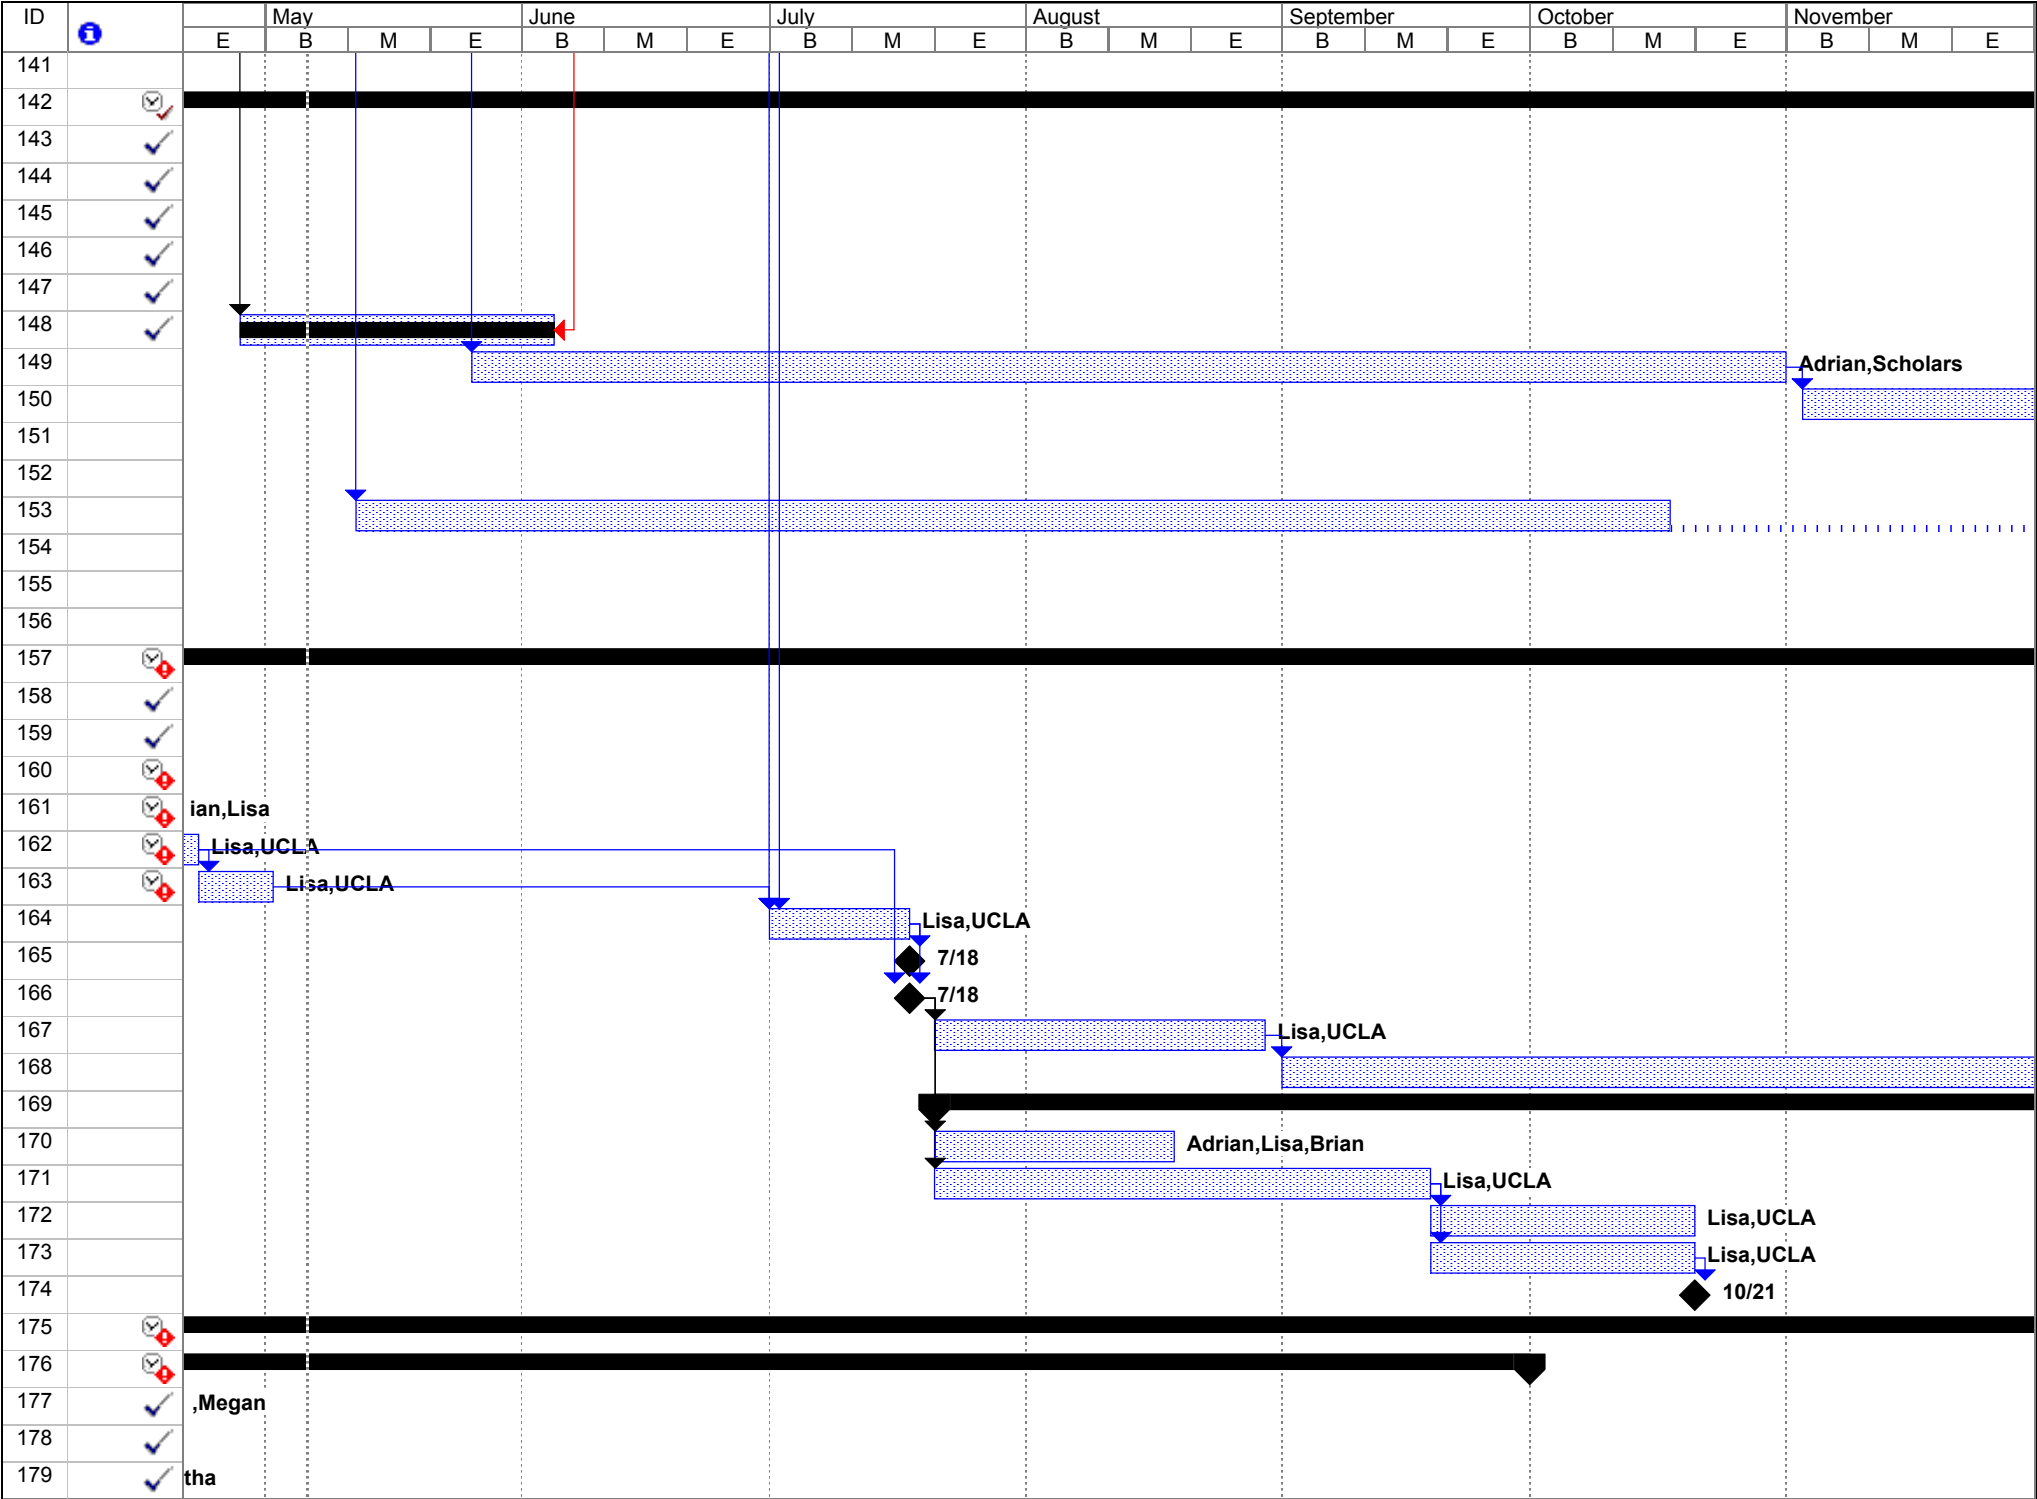 ID May June July August September October November
E B M E B M E B M E B M E B M E B M E B M E
141
142
143
144
145
146
147
148
149 Adrian,Scholars
150
151
152
153
154
155
156
157
158
159
160
161 ian,Lisa
162 Lisa,UCLA
163 Lisa,UCLA
164 Lisa,UCLA
165 7/18
166 7/18
167 Lisa,UCLA
168
169
170 Adrian,Lisa,Brian
171 Lisa,UCLA
172 Lisa,UCLA
173 Lisa,UCLA
174 10/21
175
176
177 ,Megan
178
179 tha